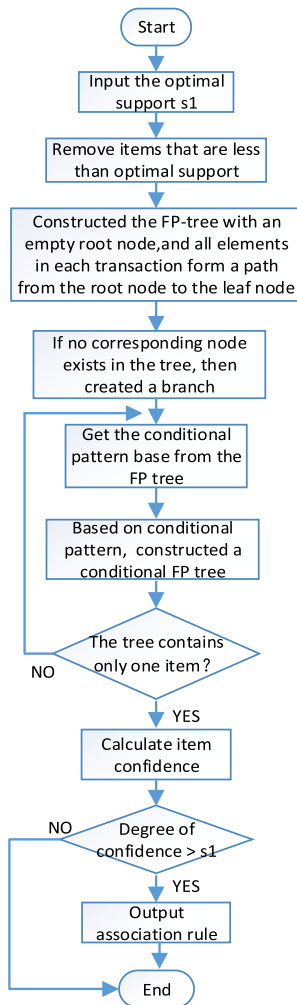 Start
Input the optimal
support s1
Remove items that are less
than optimal support
Constructed the FP-tree with an
empty root node,and all elements
in each transaction form a path
from the root node to the leaf node
If no corresponding node
exists in the tree, then
created a branch
Get the conditional
pattern base from the
FP tree
Based on conditional
pattern, constructed a
conditional FP tree
The tree contains
only one item?
NO
YES
Calculate item
confidence
NO
Degree of
confidence > s1
YES
Output
association rule
End